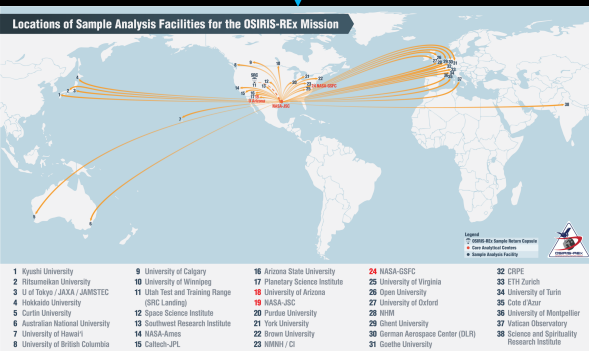 Locations of Sample Analysis Facilities for the OSIRIS-REx Mission
NASA-GSFC
NASA-JSC
Legend
OSIRIS-REx Sample Return Capsule
Core Analytical Centers
Sample Analysis Facility
OSIRIS-REx
1 Kyushu University
2 Ritsumeikan University
3 U of Tokyo / JAXA / JAMSTEC
4 Hokkaido University
5 Curtin University
6 Australian National University
7 University of Hawai'i
8 University of British Columbia
9 University of Calgary
10 University of Winnipeg
11 Utah Test and Training Range
(SRC Landing)
12 Space Science Institute
13 Southwest Research Institute
14 NASA-Ames
15 Caltech-JPL
16 Arizona State University
17 Planetary Science Institute
18 University of Arizona
19 NASA-JSC
20 Purdue University
21 York University
22 Brown University
23 NMNH / CI
24 NASA-GSFC
25 University of Virginia
26 Open University
27 University of Oxford
28 NHM
29 Ghent University
30 German Aerospace Center (DLR)
31 Goethe University
32 CRPE
33 ETH Zurich
34 University of Turin
35 Cote d'Azur
36 University of Montpellier
37 Vatican Observatory
38 Science and Spirituality
Research Institute